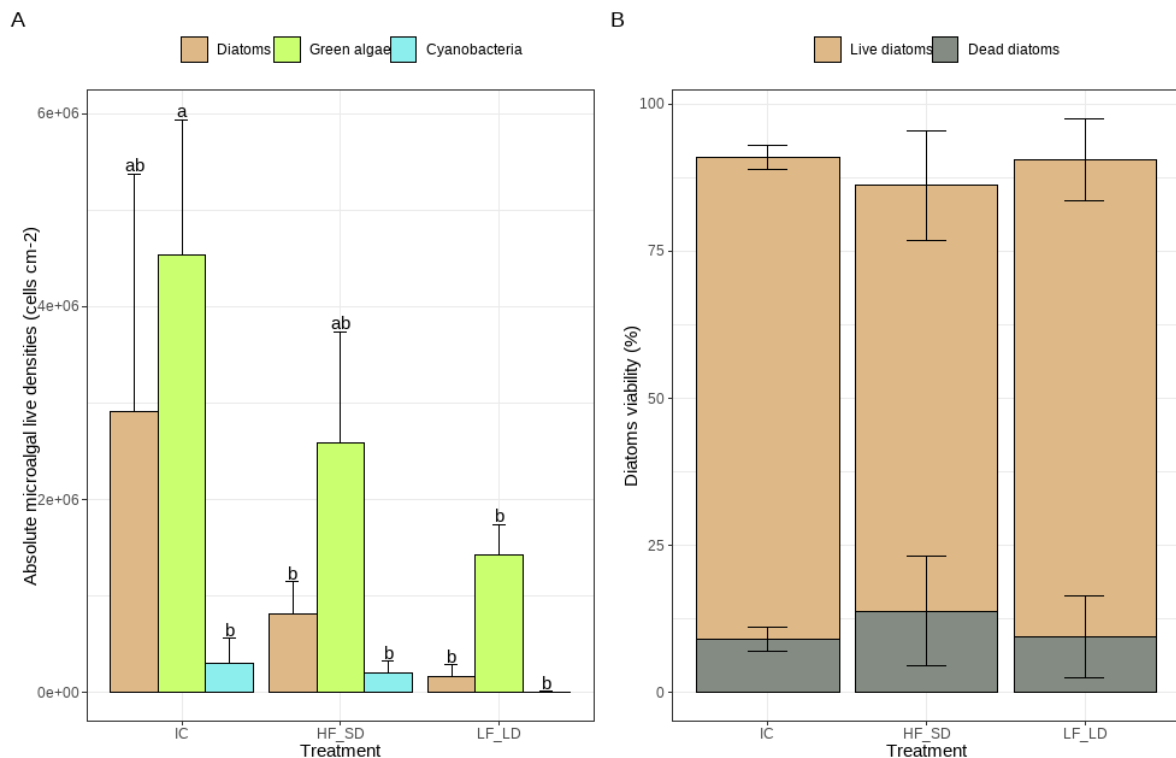 A
Diatoms Green algae Cyanobacteria
Absolute microalgal live densities (cells cm-2)
6e+06
4e+06
2e+06
0e+00
ab
a
b
b
ab
b
b
b
b
IC HF_SD LF_LD
Treatment
B
Live diatoms Dead diatoms
Diatoms viability (%)
100
75
50
25
0
IC HF_SD LF_LD
Treatment